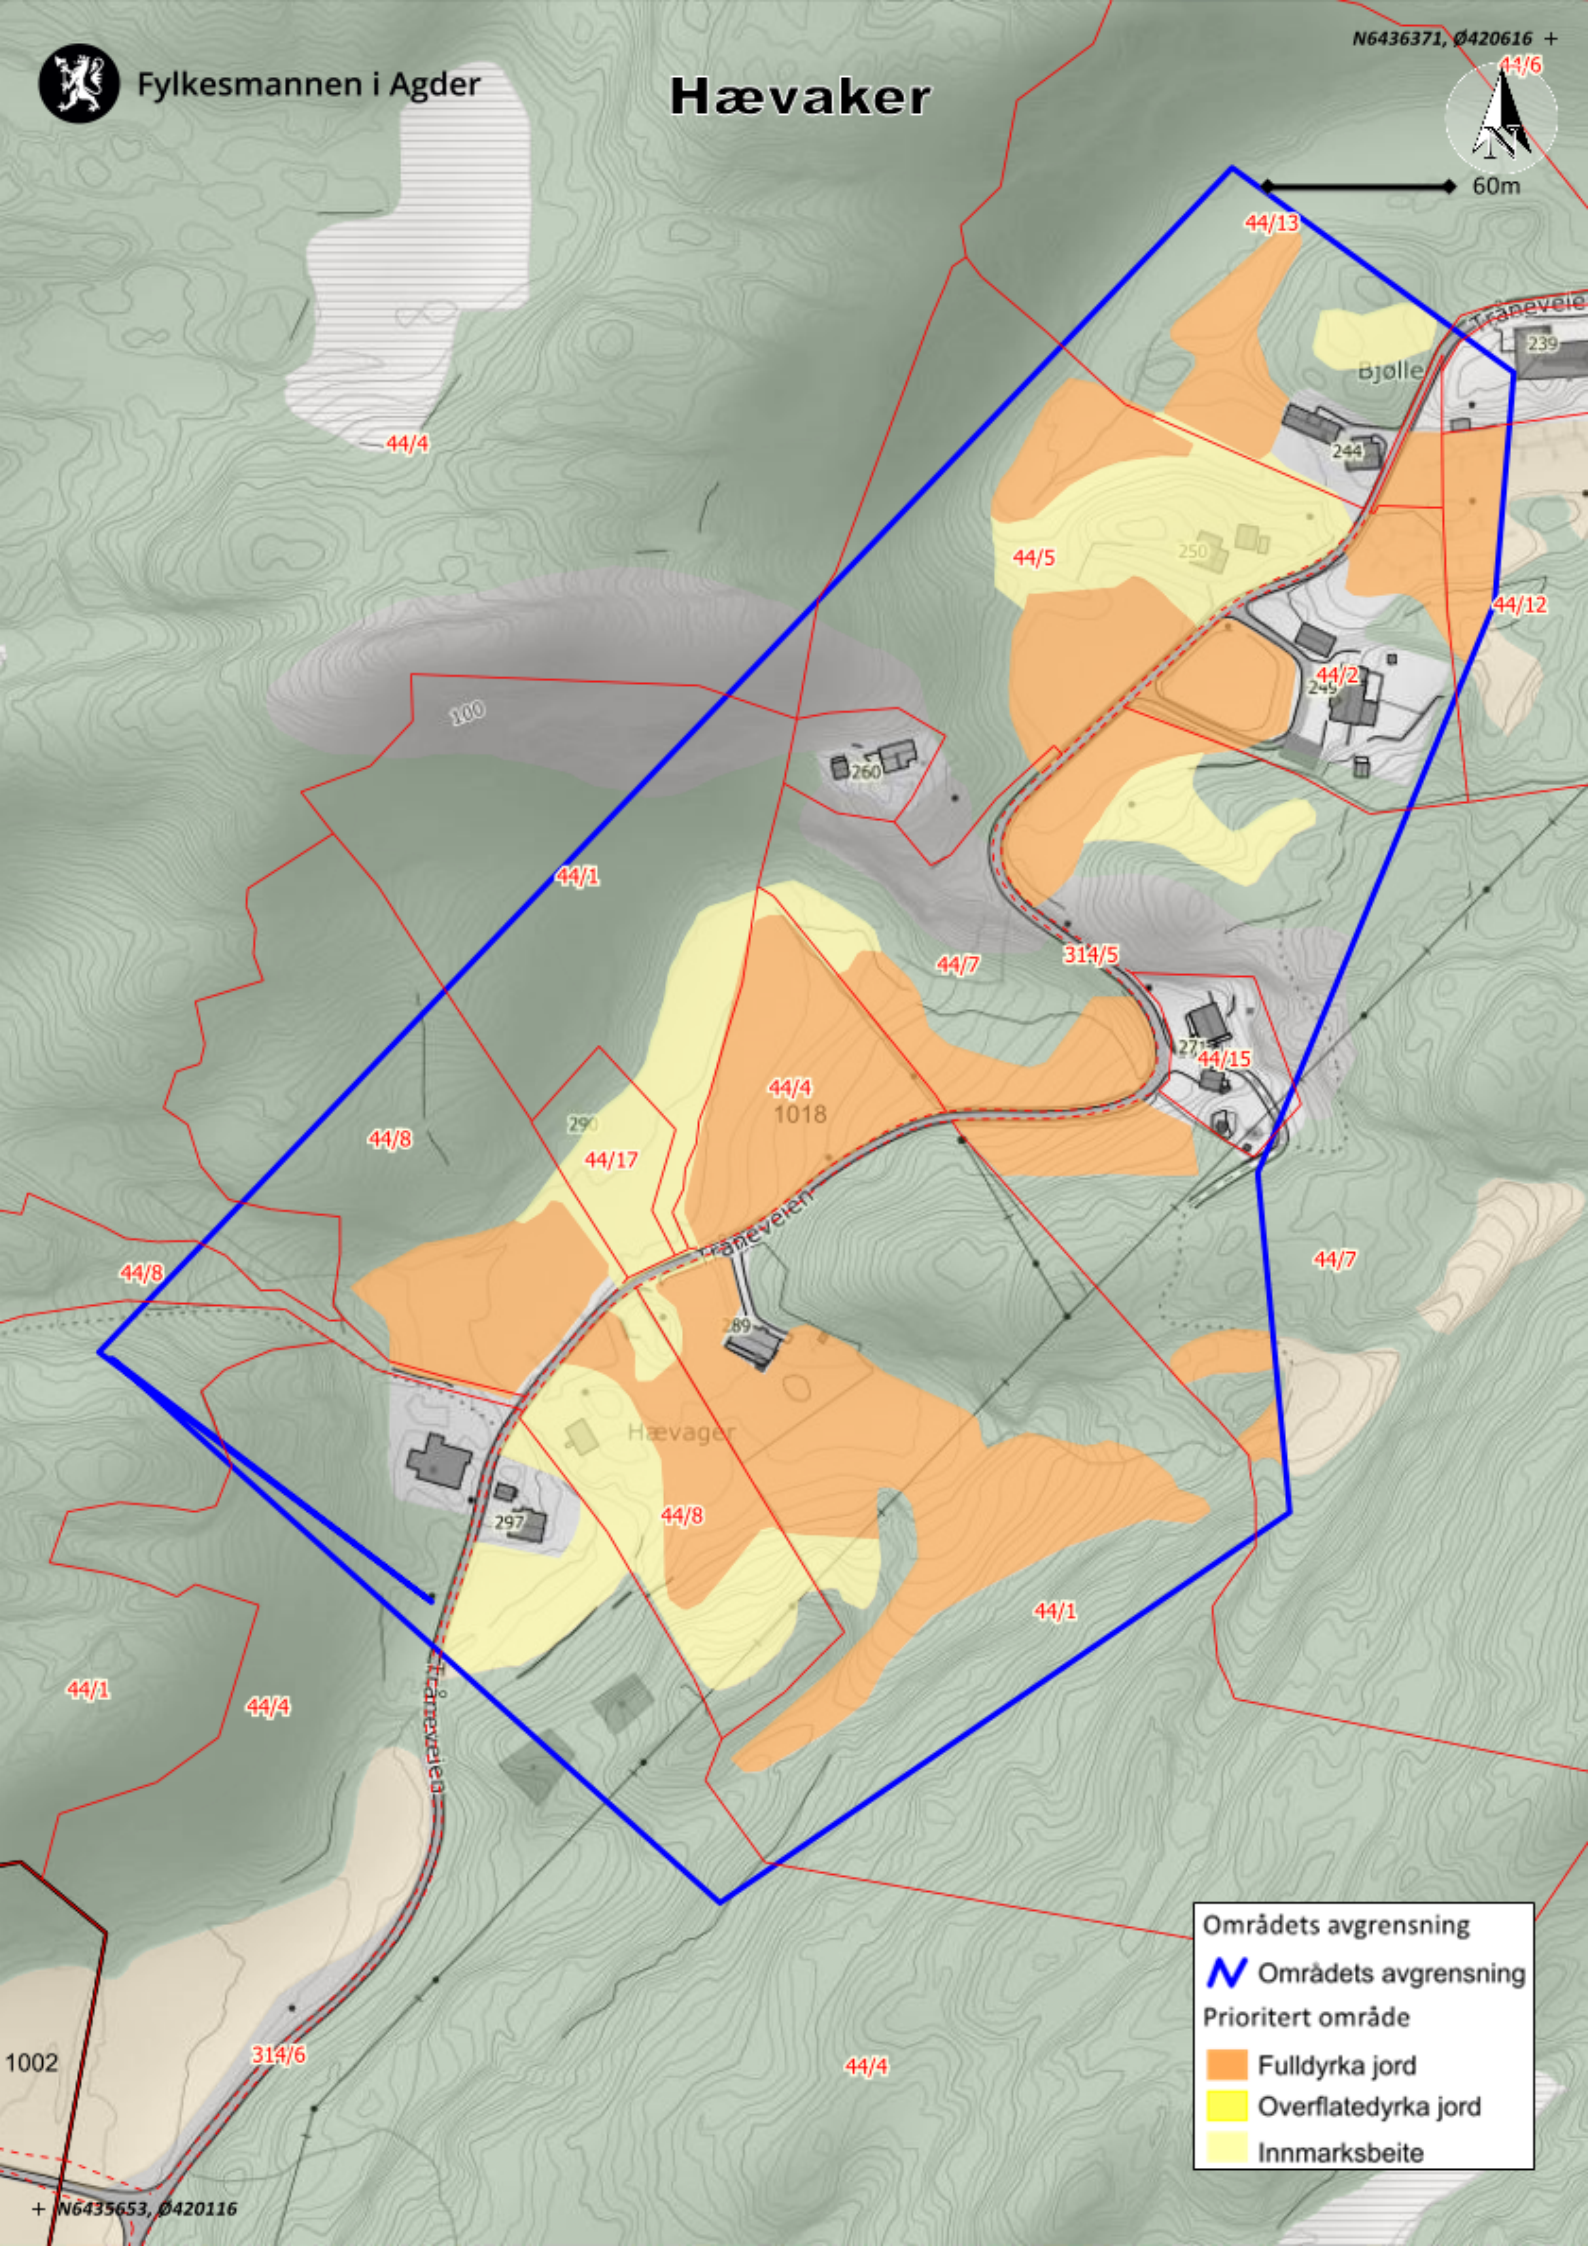 N6436371, Ø420616
44/6
Fylkesmannen i Agder
Hævaker
N
60m
44/13
Tråneveie
239
Bjølle
44/4
244
250
44/5
44/12
44/2
249
100
260
44/1
314/5
44/7
271
44/15
44/4
1018
290
44/8
44/17
Tråneveien
44/7
44/8
289
Hævager
44/8
297
44/1
44/1
44/4
Tråneveien
Områdets avgrensning
Områdets avgrensning
Prioritert område
Fulldyrka jord
Overflatedyrka jord
Innmarksbeite
314/6
1002
44/4
N6435653, Ø420116